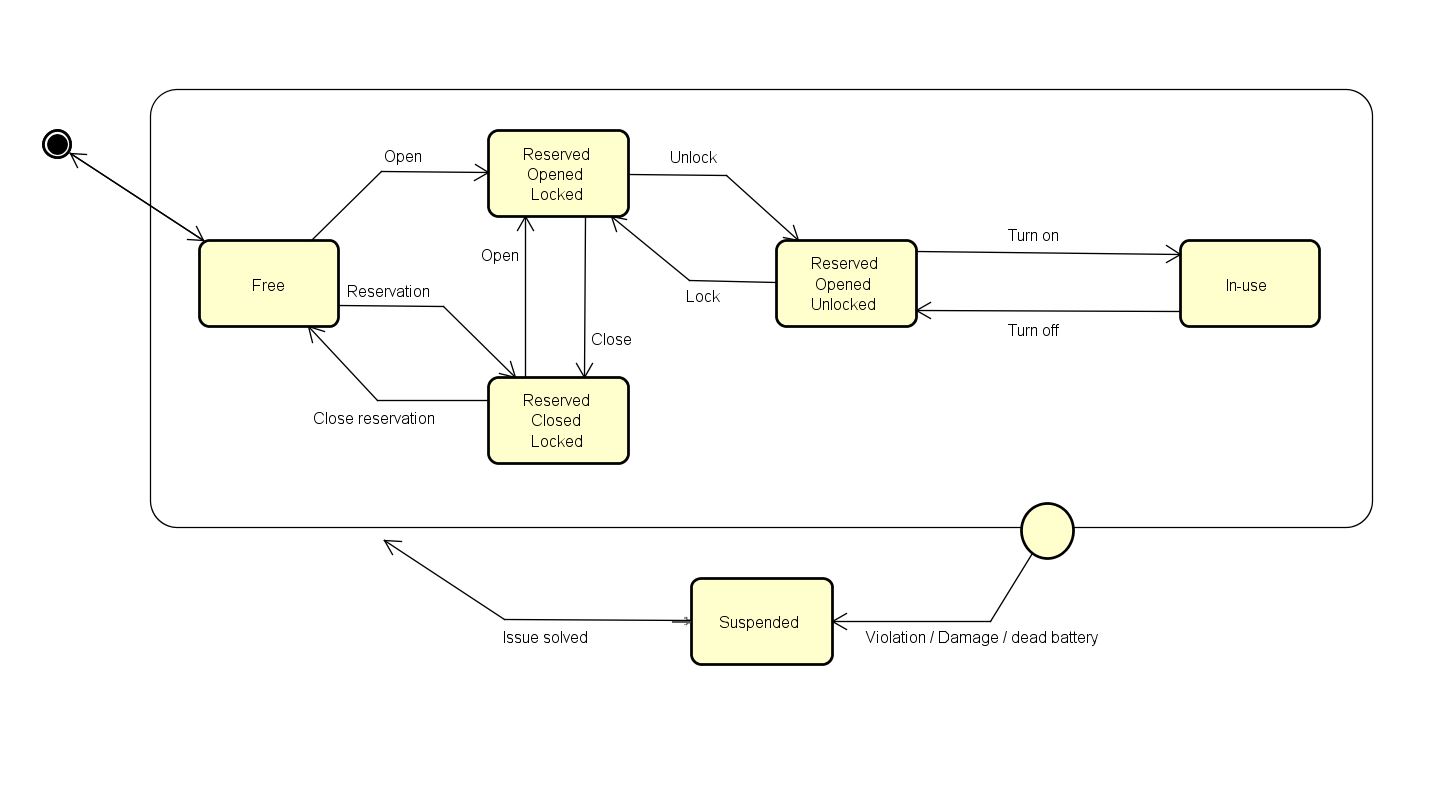 Open
Reserved
Opened
Locked
Unlock
Open
Free
Reservation
Close
Lock
Reserved
Opened
Unlocked
Turn on
Turn off
In-use
Close reservation
Reserved
Closed
Locked
Issue solved
Suspended
Violation / Damage / dead battery